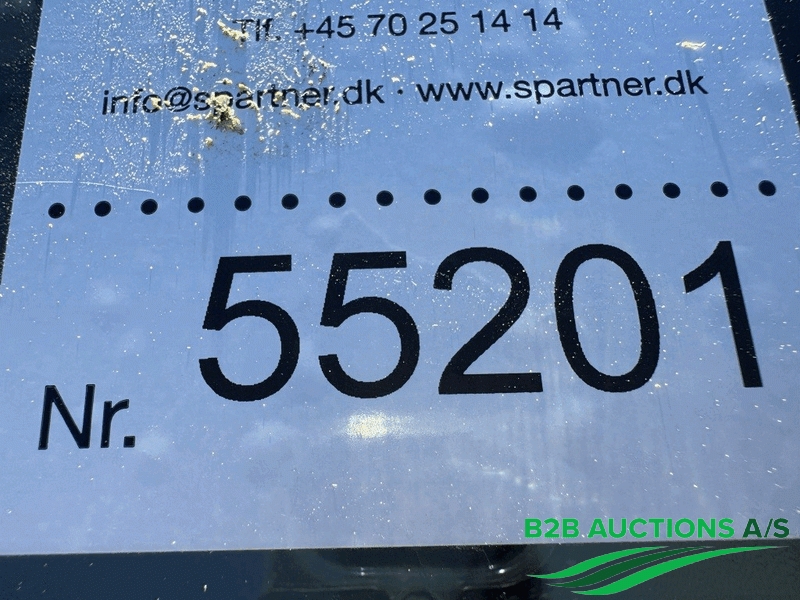 Tlf. +45 70 25 14 14
info@spartner.dk · www.spartner.dk
Nr. 55201
B2B AUCTIONS A/S